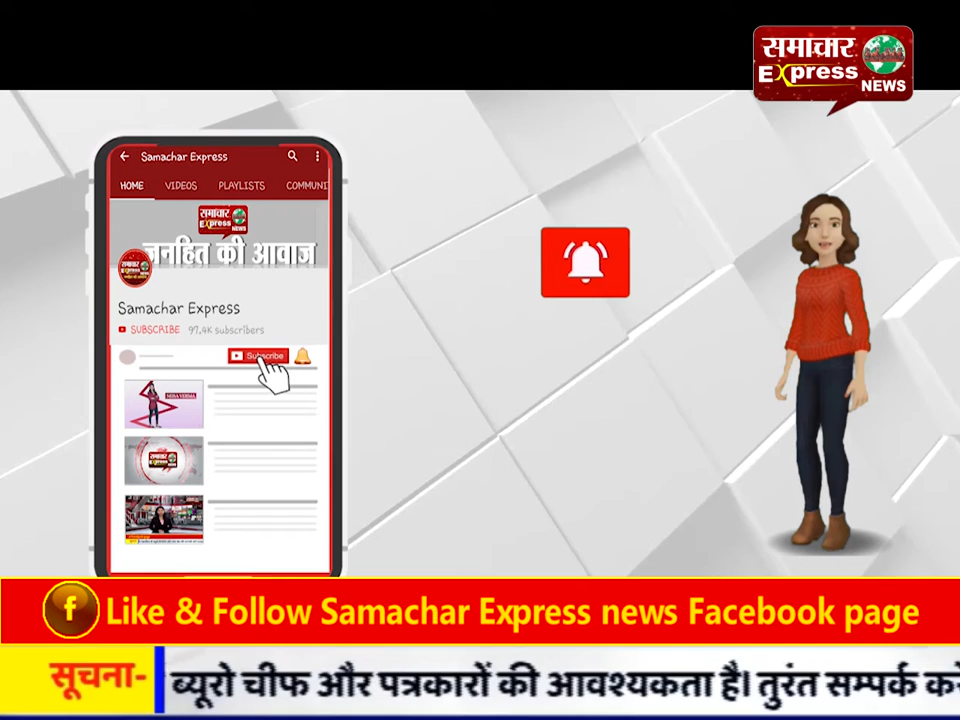 समाचार
Express
NEWS
Samachar Express
HOME VIDEOS PLAYLISTS COMMUNI
समाचार
Express
NEWS
जनहित की आवाज
Samachar Express
SUBSCRIBE 97.4K subscribers
Subscribe
f Like & Follow Samachar Express news Facebook page
सूचना- ब्यूरो चीफ और पत्रकारों की आवश्यकता है। तुरंत सम्पर्क करे